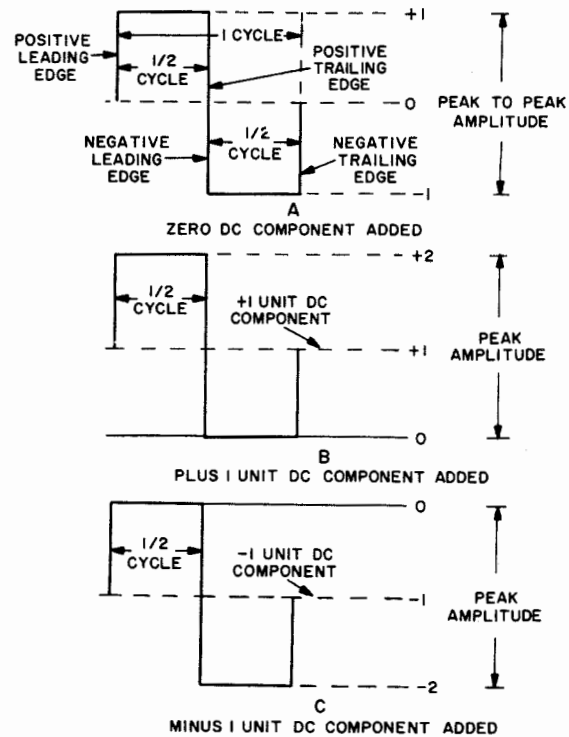 +1
POSITIVE LEADING EDGE
1 CYCLE
1/2 CYCLE
POSITIVE TRAILING EDGE
0
PEAK TO PEAK AMPLITUDE
NEGATIVE LEADING EDGE
1/2 CYCLE
NEGATIVE TRAILING EDGE
-1
A
ZERO DC COMPONENT ADDED
+2
1/2 CYCLE
+1 UNIT DC COMPONENT
+1
PEAK AMPLITUDE
0
B
PLUS 1 UNIT DC COMPONENT ADDED
0
1/2 CYCLE
-1 UNIT DC COMPONENT
-1
PEAK AMPLITUDE
-2
C
MINUS 1 UNIT DC COMPONENT ADDED